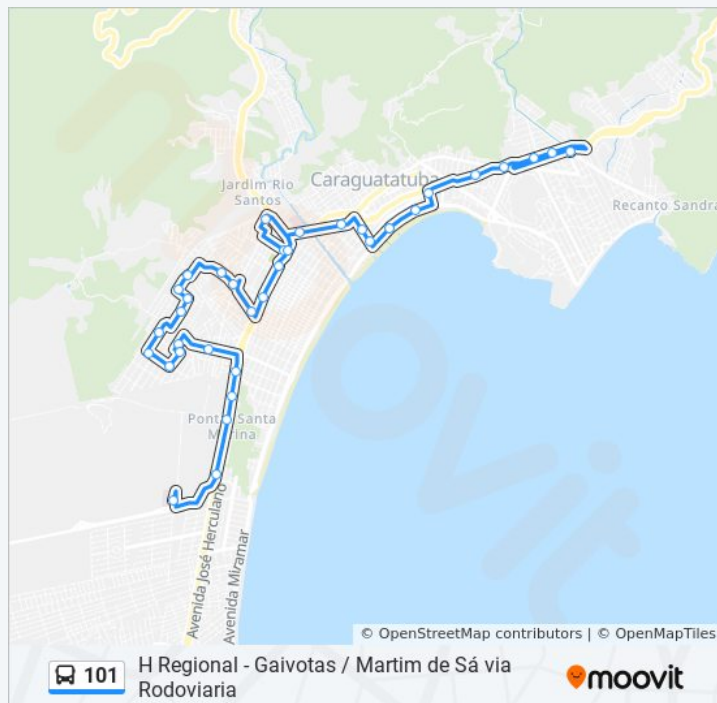 Jardim Rio
Santos
Caraguatatuba
Recanto Sandra
Ponta Santa
Marina
Avenida José Herculano
Avenida Miramar
moovit
© OpenStreetMap contributors | © OpenMapTiles
101
H Regional - Gaivotas / Martim de Sá via
Rodoviaria
moovit